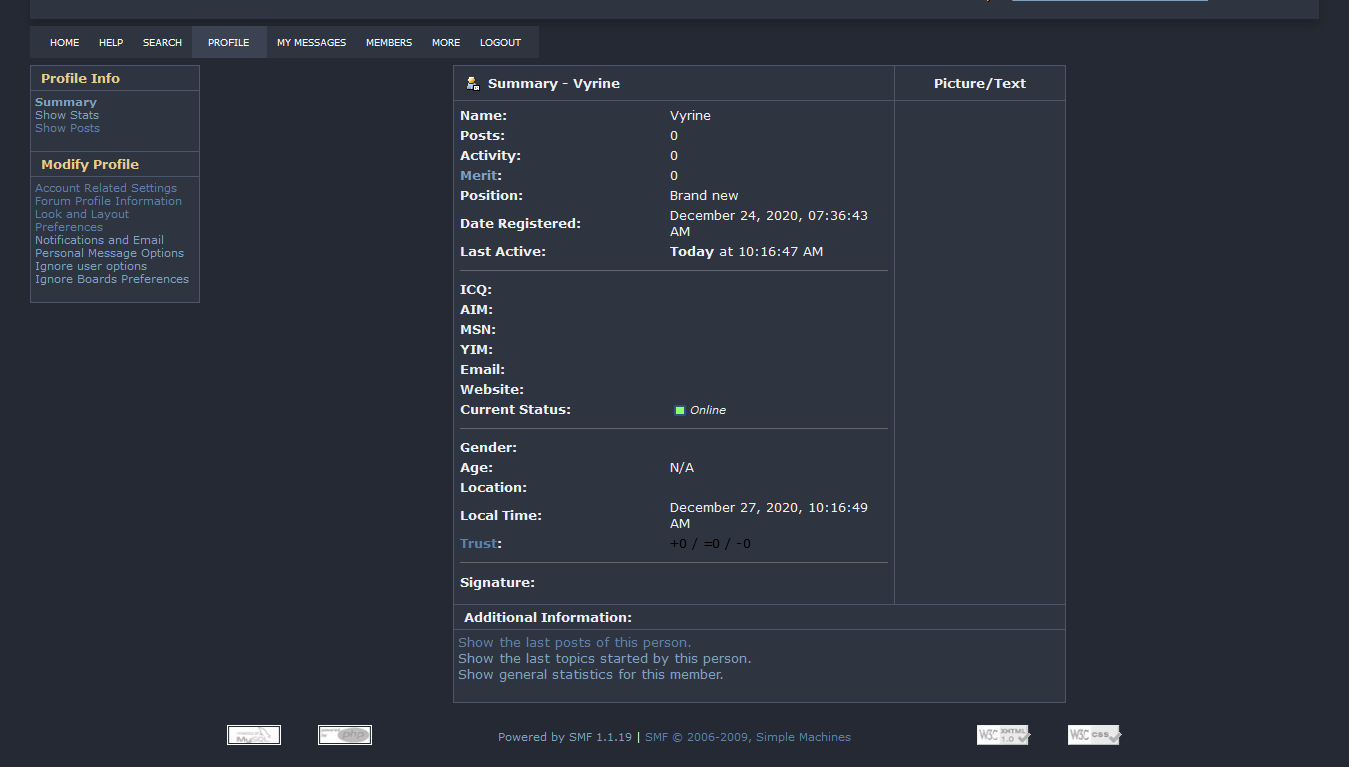 HOME HELP SEARCH PROFILE MY MESSAGES MEMBERS MORE LOGOUT
Profile Info
Summary
Show Stats
Show Posts
Modify Profile
Account Related Settings
Forum Profile Information
Look and Layout
Preferences
Notifications and Email
Personal Message Options
Ignore user options
Ignore Boards Preferences
Summary - Vyrine
Picture/Text
Name: Vyrine
Posts: 0
Activity: 0
Merit: 0
Position: Brand new
Date Registered: December 24, 2020, 07:36:43
AM
Last Active: Today at 10:16:47 AM
ICQ:
AIM:
MSN:
YIM:
Email:
Website:
Current Status: Online
Gender:
Age: N/A
Location:
Local Time: December 27, 2020, 10:16:49
AM
Trust: +0 / =0 / -0
Signature:
Additional Information:
Show the last posts of this person.
Show the last topics started by this person.
Show general statistics for this member.
MySQL
powered by php
Powered by SMF 1.1.19 | SMF © 2006-2009, Simple Machines
W3C XHTML 1.0
W3C css